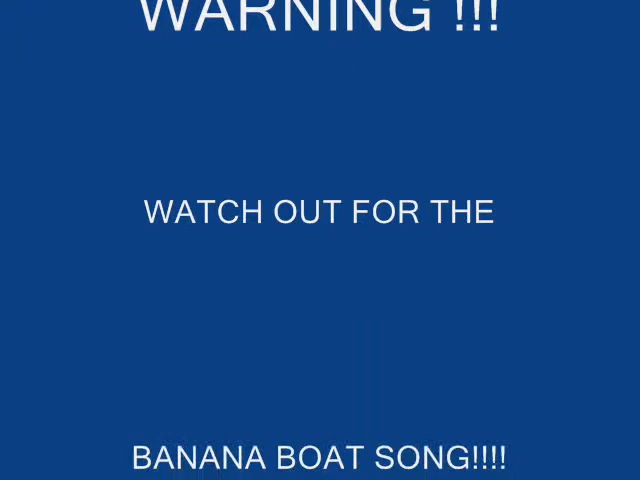 WARNING !!!
WATCH OUT FOR THE
BANANA BOAT SONG!!!!